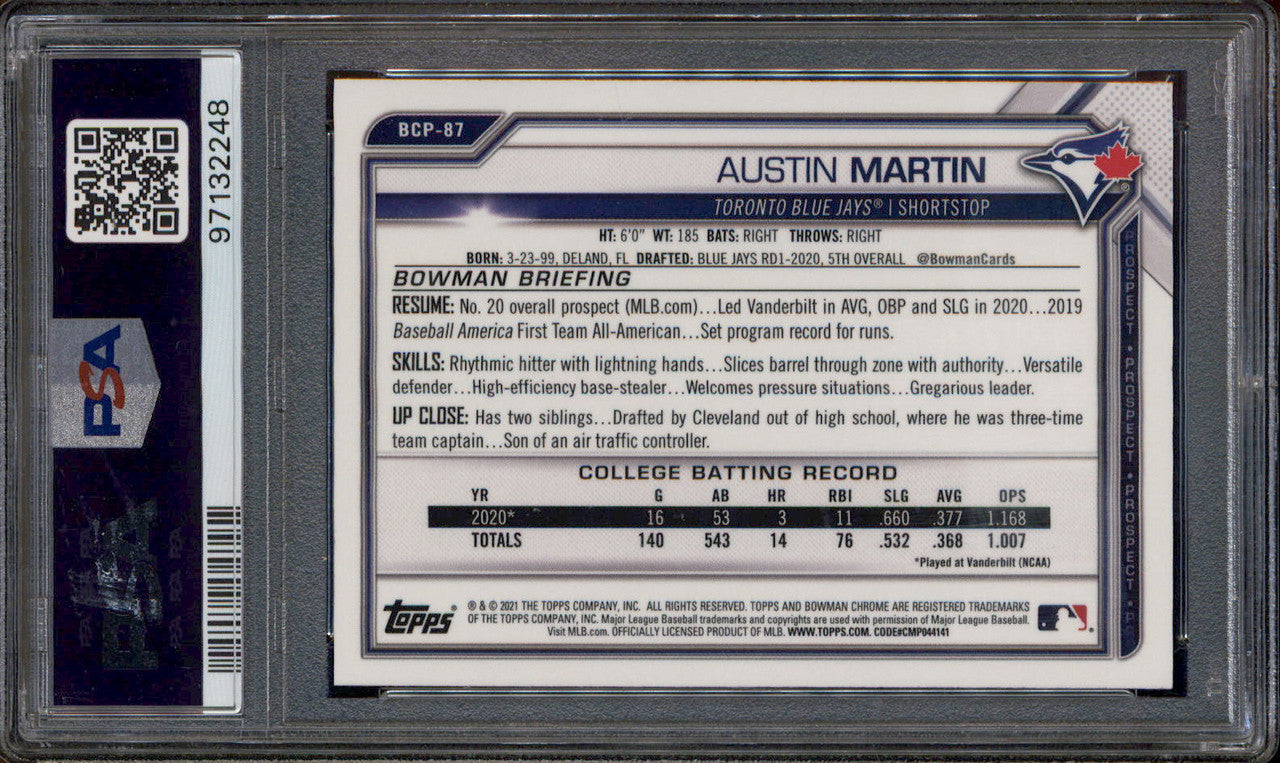 97132248
PSA
BCP-87
AUSTIN MARTIN
TORONTO BLUE JAYS® | SHORTSTOP
HT: 6'0" WT: 185 BATS: RIGHT THROWS: RIGHT
BORN: 3-23-99, DELAND, FL DRAFTED: BLUE JAYS RD1-2020, 5TH OVERALL @BowmanCards
BOWMAN BRIEFING
RESUME: No. 20 overall prospect (MLB.com)...Led Vanderbilt in AVG, OBP and SLG in 2020...2019
Baseball America First Team All-American...Set program record for runs.
SKILLS: Rhythmic hitter with lightning hands...Slices barrel through zone with authority...Versatile
defender...High-efficiency base-stealer...Welcomes pressure situations...Gregarious leader.
UP CLOSE: Has two siblings...Drafted by Cleveland out of high school, where he was three-time
team captain...Son of an air traffic controller.
COLLEGE BATTING RECORD
YR G AB HR RBI SLG AVG OPS
2020* 16 53 3 11 .660 .377 1.168
TOTALS 140 543 14 76 .532 .368 1.007
*Played at Vanderbilt (NCAA)
topps
® & © 2021 THE TOPPS COMPANY, INC. ALL RIGHTS RESERVED. TOPPS AND BOWMAN CHROME ARE REGISTERED TRADEMARKS
OF THE TOPPS COMPANY, INC. Major League Baseball trademarks and copyrights are used with permission of Major League Baseball.
Visit MLB.com. OFFICIALLY LICENSED PRODUCT OF MLB. WWW.TOPPS.COM. CODE#CMP044141
PROSPECT • PROSPECT • PROSPECT • P